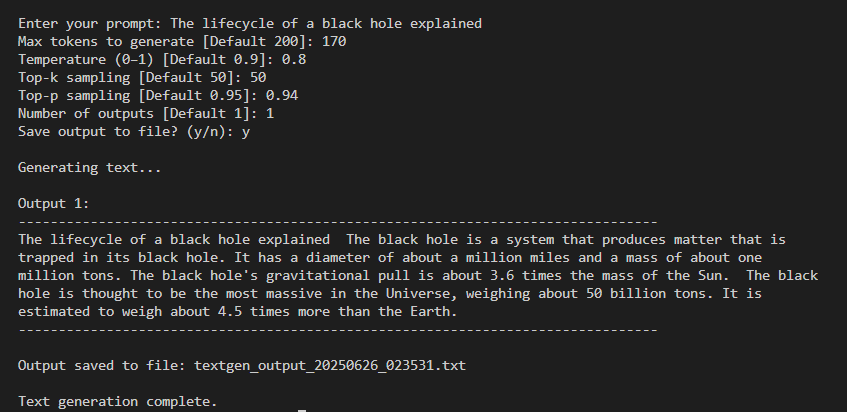 Enter your prompt: The lifecycle of a black hole explained
Max tokens to generate [Default 200]: 170
Temperature (0–1) [Default 0.9]: 0.8
Top-k sampling [Default 50]: 50
Top-p sampling [Default 0.95]: 0.94
Number of outputs [Default 1]: 1
Save output to file? (y/n): y
Generating text...
Output 1:
--------------------------------------------------------------------------------
The lifecycle of a black hole explained  The black hole is a system that produces matter that is
trapped in its black hole. It has a diameter of about a million miles and a mass of about one
million tons. The black hole's gravitational pull is about 3.6 times the mass of the Sun.  The black
hole is thought to be the most massive in the Universe, weighing about 50 billion tons. It is
estimated to weigh about 4.5 times more than the Earth.
--------------------------------------------------------------------------------
Output saved to file: textgen_output_20250626_023531.txt
Text generation complete.